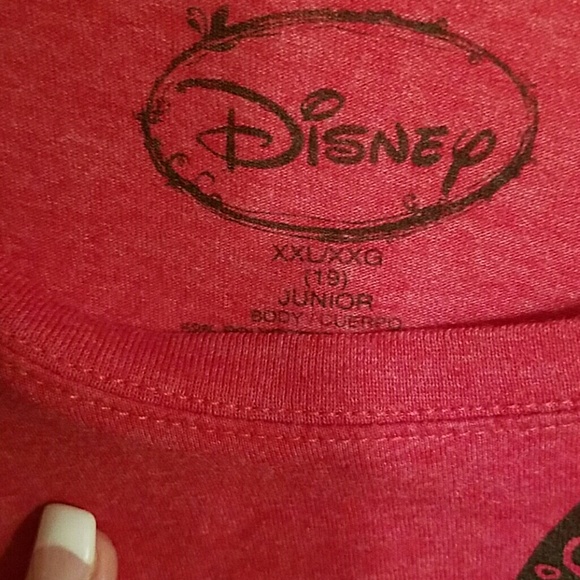 Disney
XXL/XXG
(19)
JUNIOR
BODY / CUERPO